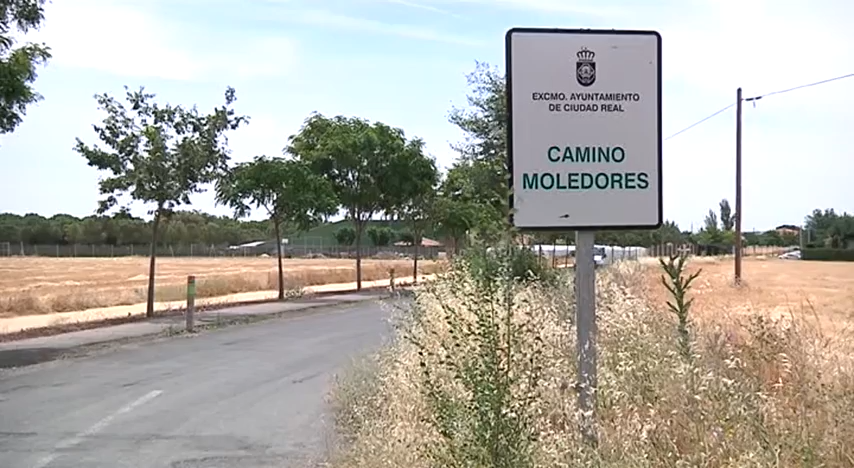 EXCMO. AYUNTAMIENTO
DE CIUDAD REAL
CAMINO
MOLEDORES